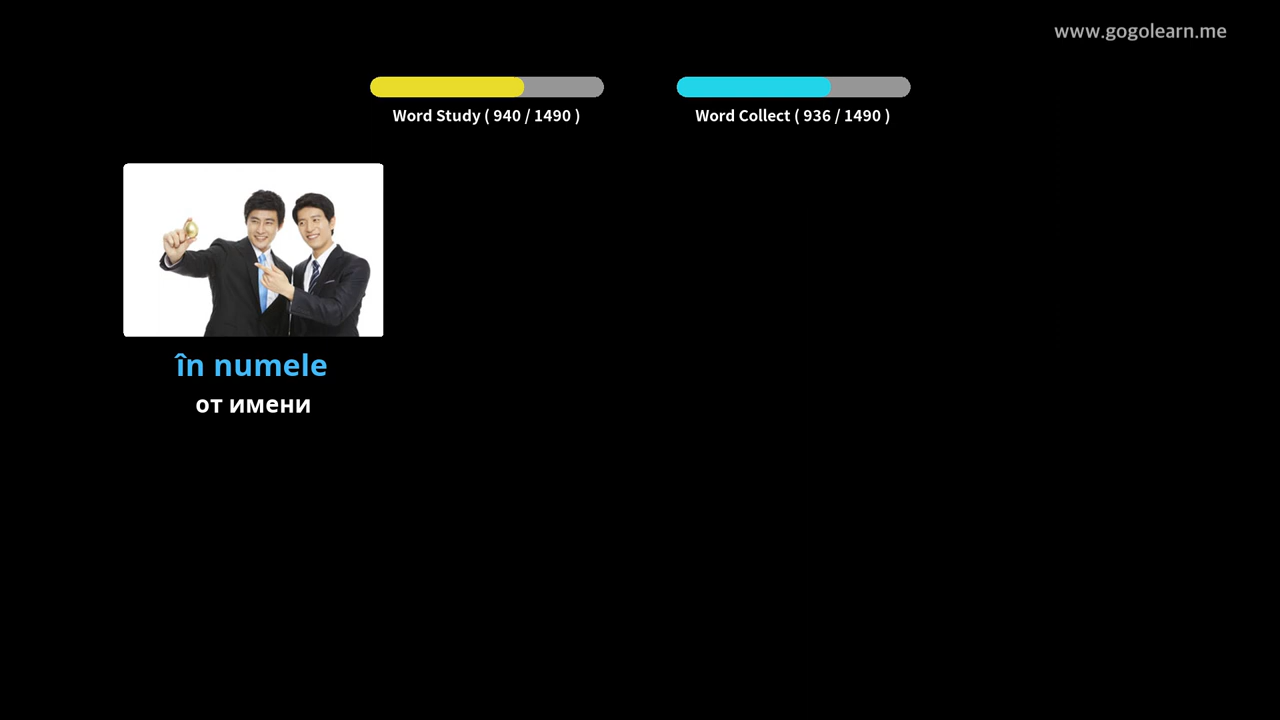 www.gogolearn.me
Word Study ( 940 / 1490 )
Word Collect ( 936 / 1490 )
în numele
от имени